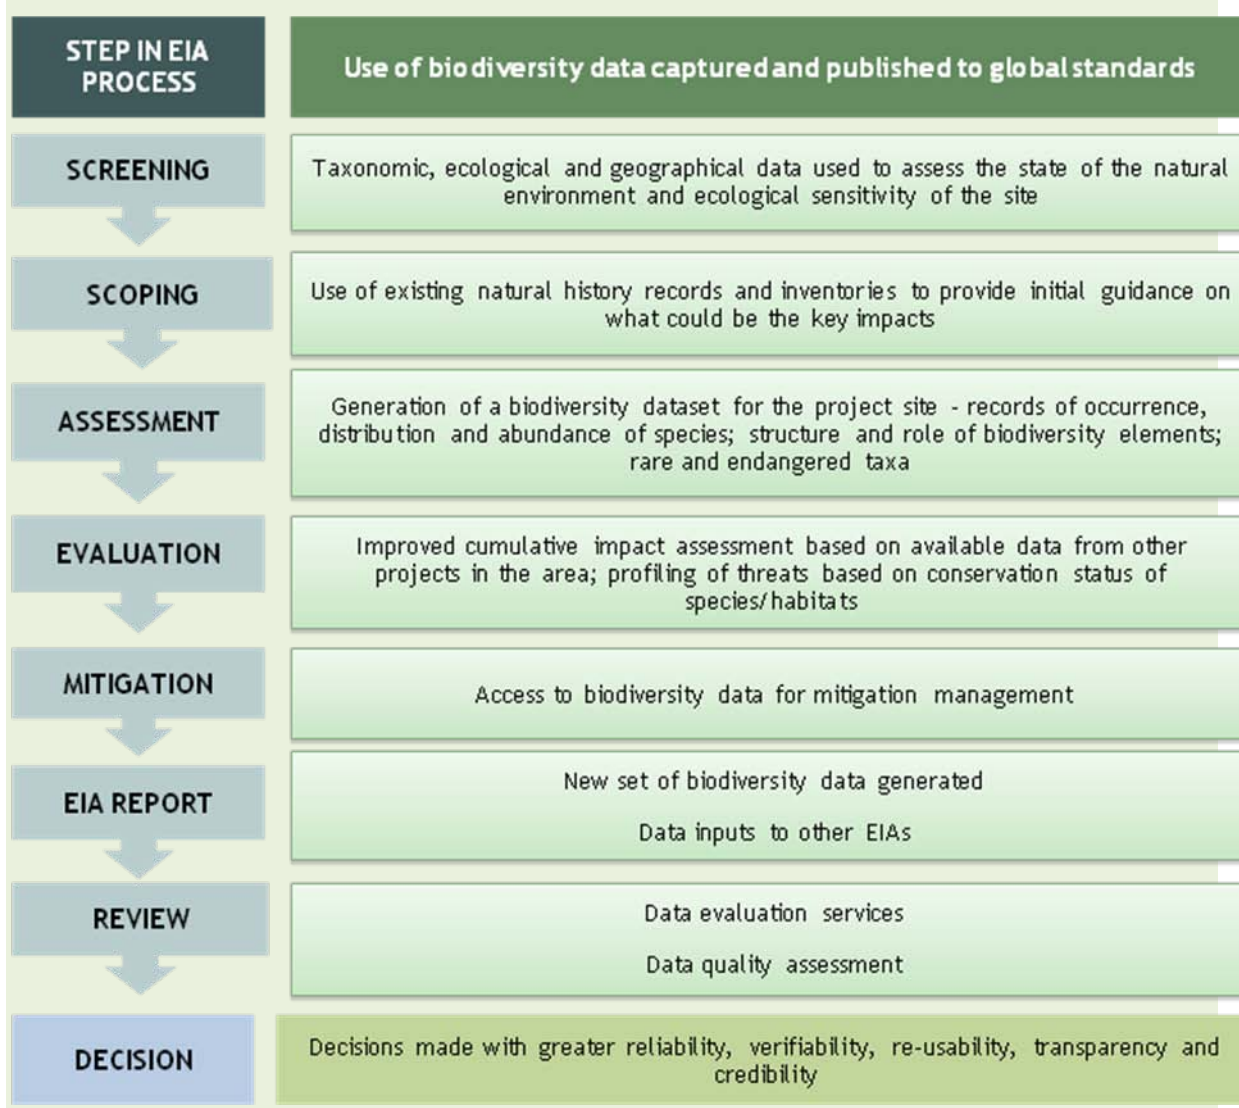 STEP IN EIA
PROCESS
Use of biodiversity data captured and published to global standards
SCREENING
Taxonomic, ecological and geographical data used to assess the state of the natural
environment and ecological sensitivity of the site
SCOPING
Use of existing natural history records and inventories to provide initial guidance on
what could be the key impacts
ASSESSMENT
Generation of a biodiversity dataset for the project site - records of occurrence,
distribution and abundance of species; structure and role of biodiversity elements;
rare and endangered taxa
EVALUATION
Improved cumulative impact assessment based on available data from other
projects in the area; profiling of threats based on conservation status of
species/habitats
MITIGATION
Access to biodiversity data for mitigation management
EIA REPORT
New set of biodiversity data generated
Data inputs to other EIAs
REVIEW
Data evaluation services
Data quality assessment
DECISION
Decisions made with greater reliability, verifiability, re-usability, transparency and
credibility